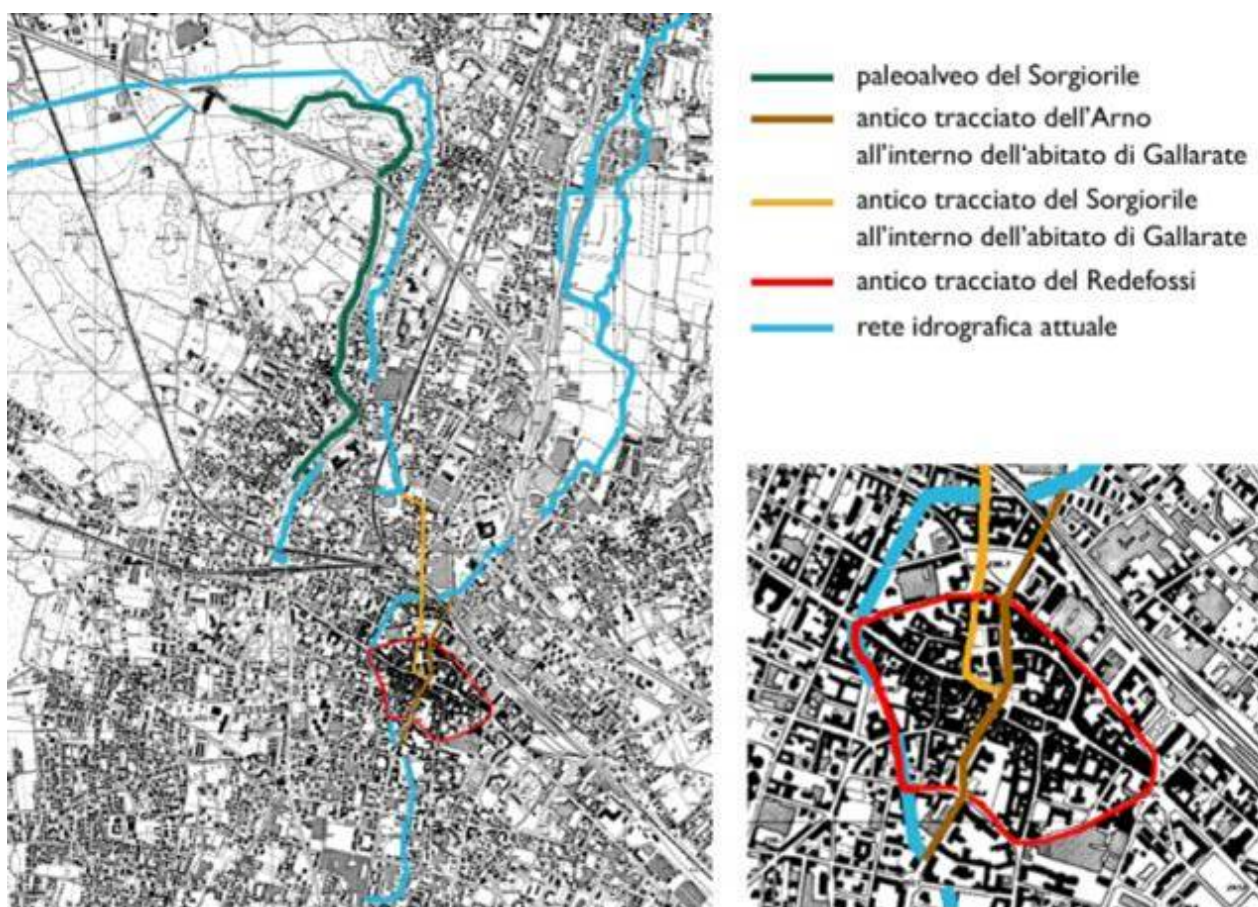 paleoalveo del Sorgiorile
antico tracciato dell'Arno
all'interno dell'abitato di Gallarate
antico tracciato del Sorgiorile
all'interno dell'abitato di Gallarate
antico tracciato del Redefossi
rete idrografica attuale